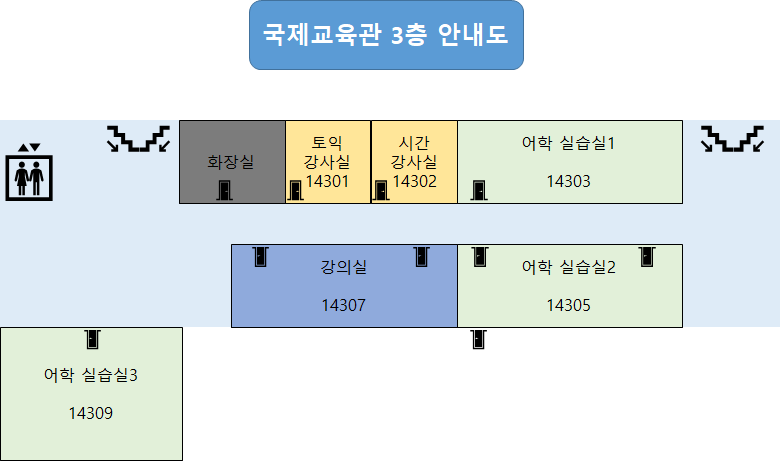 국제교육관 3층 안내도
화장실
토익
강사실
14301
시간
강사실
14302
어학 실습실1
14303
강의실
14307
어학 실습실2
14305
어학 실습실3
14309